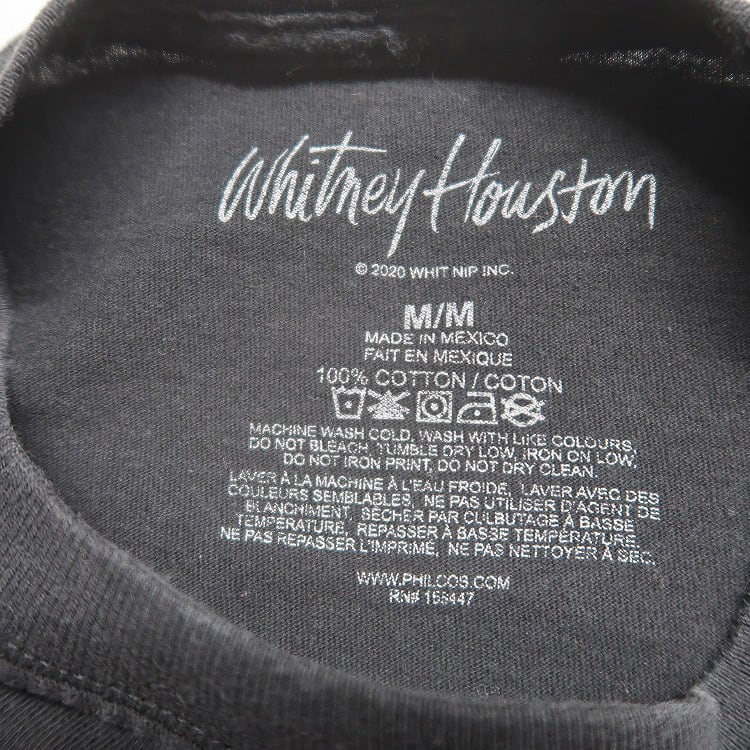 Whitney Houston
© 2020 WHIT NIP INC.
M/M
MADE IN MEXICO
FAIT EN MEXIQUE
100% COTTON / COTON
MACHINE WASH COLD, WASH WITH LIKE COLOURS,
DO NOT BLEACH, TUMBLE DRY LOW, IRON ON LOW,
DO NOT IRON PRINT, DO NOT DRY CLEAN.
LAVER À LA MACHINE À L'EAU FROIDE, LAVER AVEC DES
COULEURS SEMBLABLES, NE PAS UTILISER D'AGENT DE
BLANCHIMENT, SÉCHER PAR CULBUTAGE À BASSE
TEMPÉRATURE, REPASSER À BASSE TEMPÉRATURE,
NE PAS REPASSER L'IMPRIMÉ, NE PAS NETTOYER À SEC.
WWW.PHILCOS.COM
RN# 158447